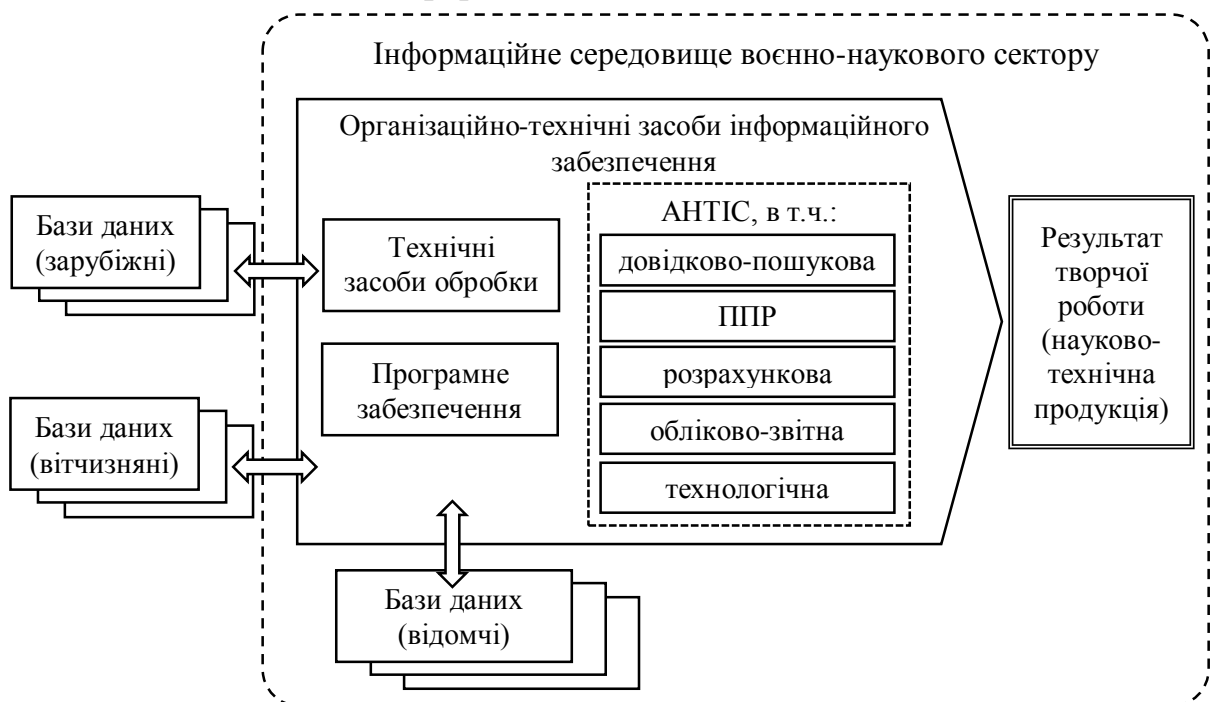 Інформаційне середовище воєнно-наукового сектору
Організаційно-технічні засоби інформаційного
забезпечення
Бази даних
(зарубіжні)
Технічні
засоби обробки
Програмне
забезпечення
АНТІС, в т.ч.:
довідково-пошукова
ППР
розрахункова
обліково-звітна
технологічна
Результат
творчої
роботи
(науково-
технічна
продукція)
Бази даних
(вітчизняні)
Бази даних
(відомчі)